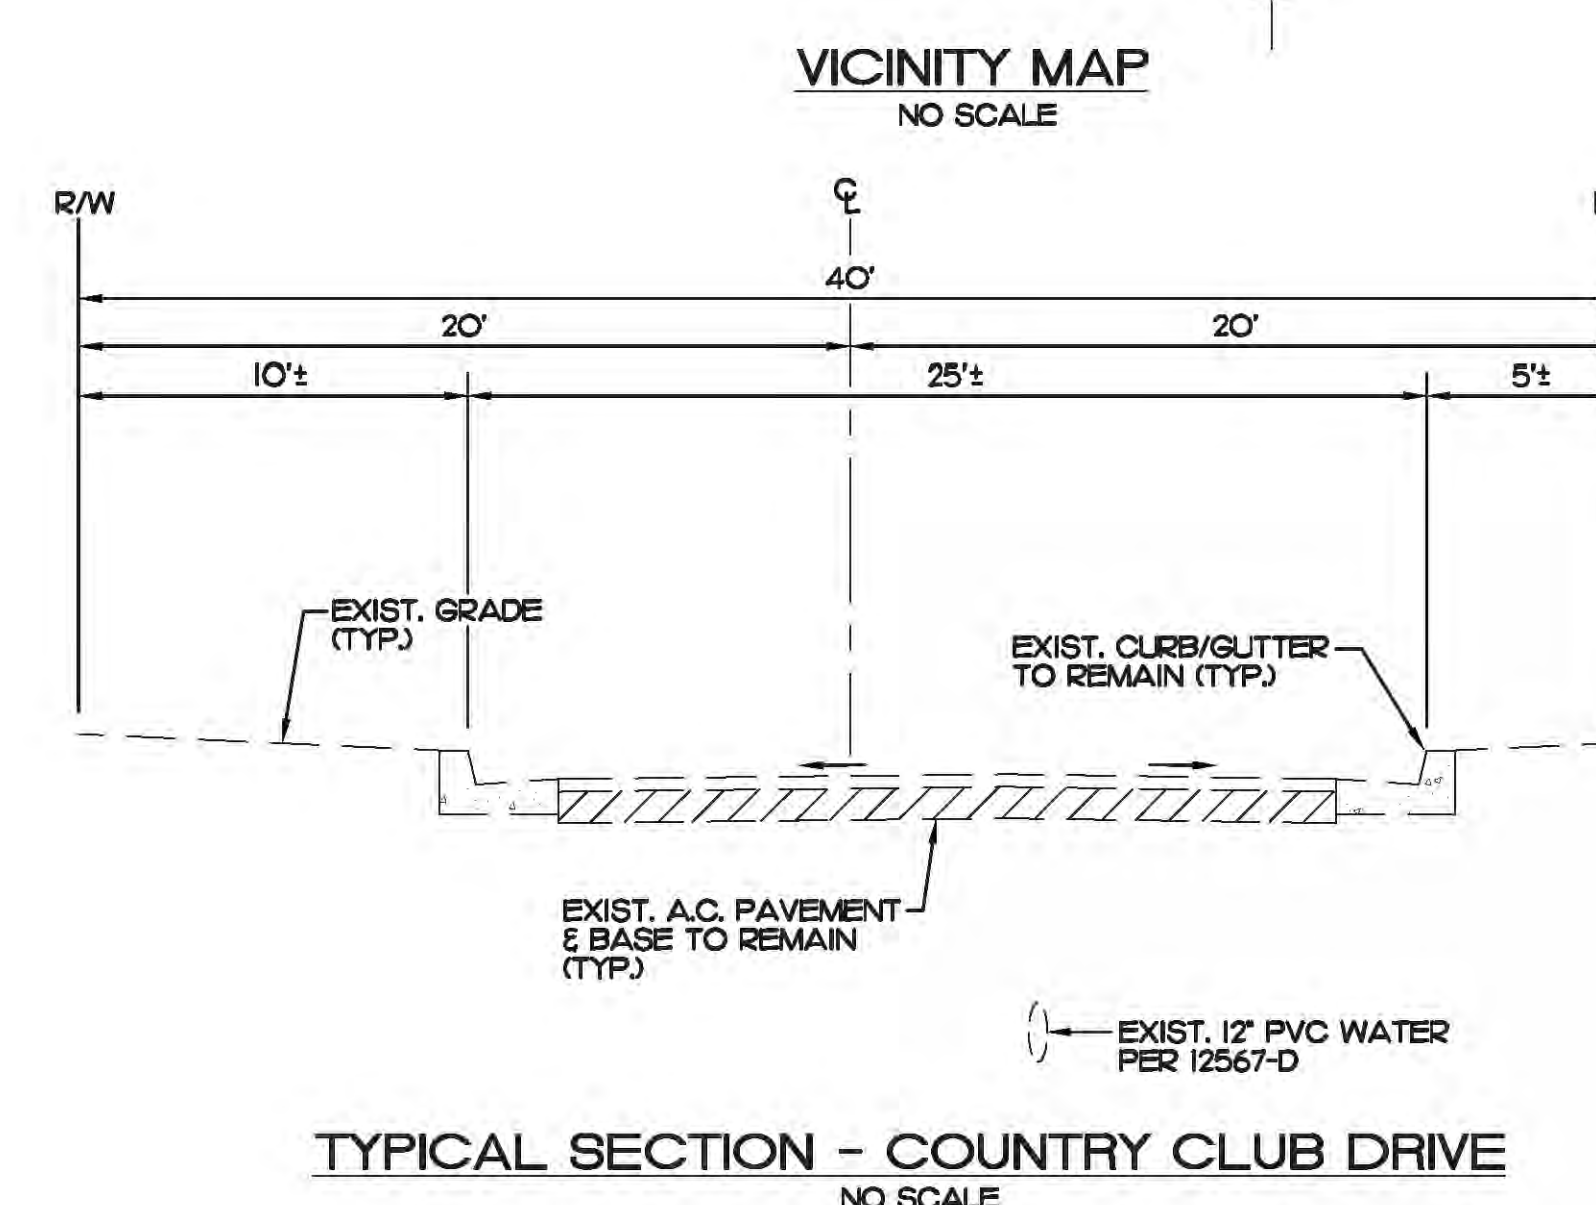 VICINITY MAP
NO SCALE
R/W
℄
40'
20'
20'
10'±
25'±
5'±
EXIST. GRADE
(TYP.)
EXIST. CURB/GUTTER
TO REMAIN (TYP.)
EXIST. A.C. PAVEMENT
& BASE TO REMAIN
(TYP.)
EXIST. 12" PVC WATER
PER 12567-D
TYPICAL SECTION - COUNTRY CLUB DRIVE
NO SCALE